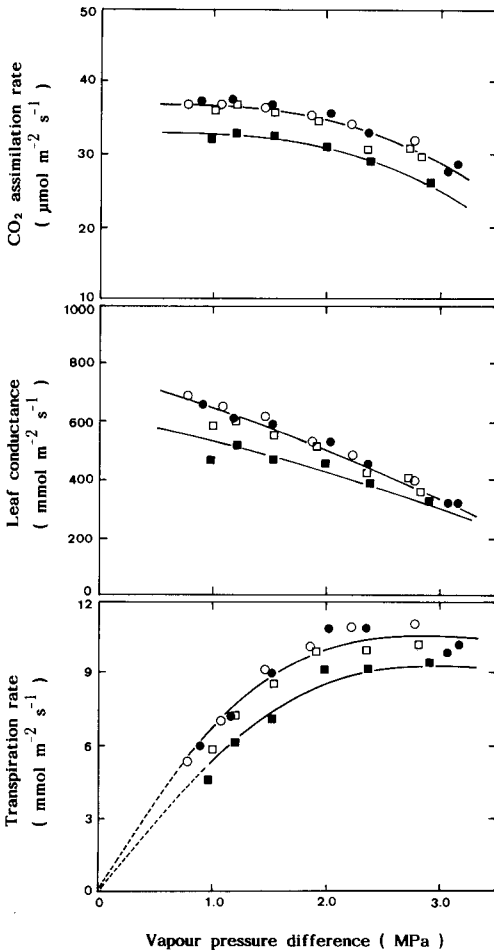 CO₂ assimilation rate
( μmol m⁻² s⁻¹ )
50
40
30
20
10
Leaf conductance
( mmol m⁻² s⁻¹ )
1000
800
600
400
200
0
Transpiration rate
( mmol m⁻² s⁻¹ )
12
9
6
3
0
0 1.0 2.0 3.0
Vapour pressure difference ( MPa )